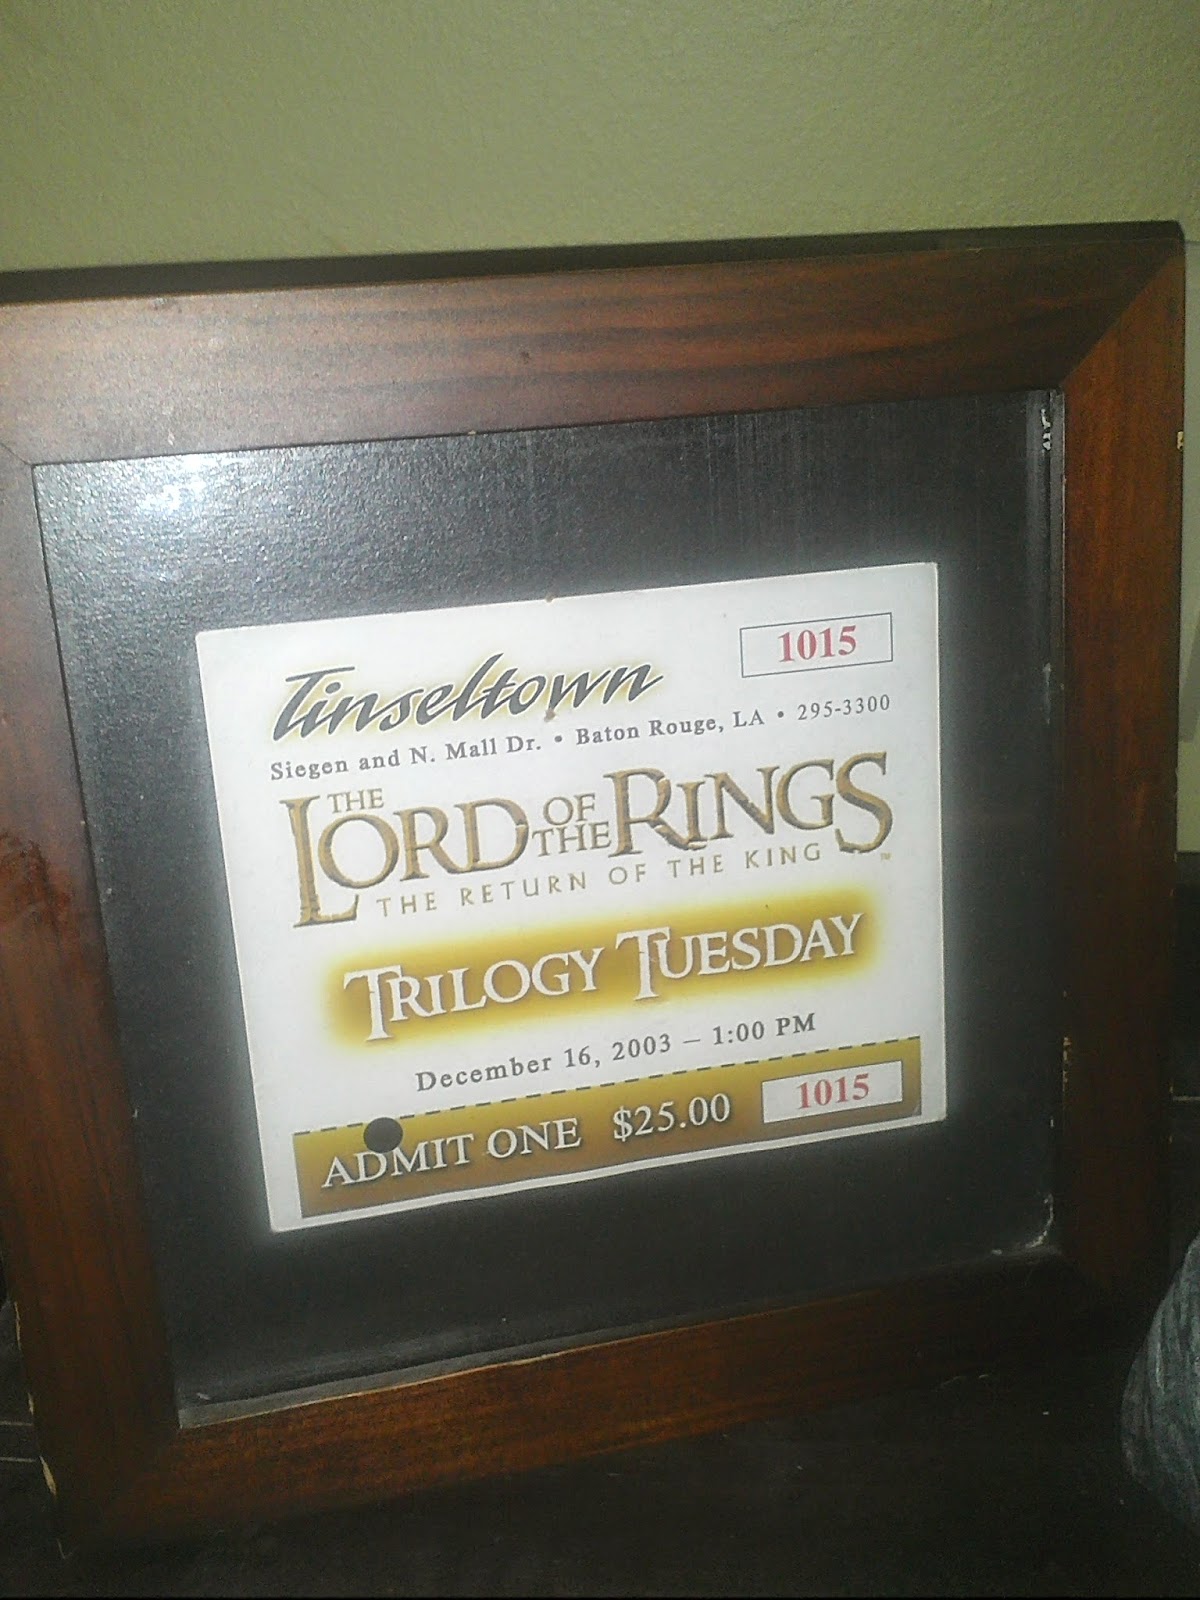 1015
Tinseltown
Siegen and N. Mall Dr. • Baton Rouge, LA • 295-3300
THE LORD OF THE RINGS
THE RETURN OF THE KING ™
TRILOGY TUESDAY
December 16, 2003 – 1:00 PM
ADMIT ONE $25.00 1015